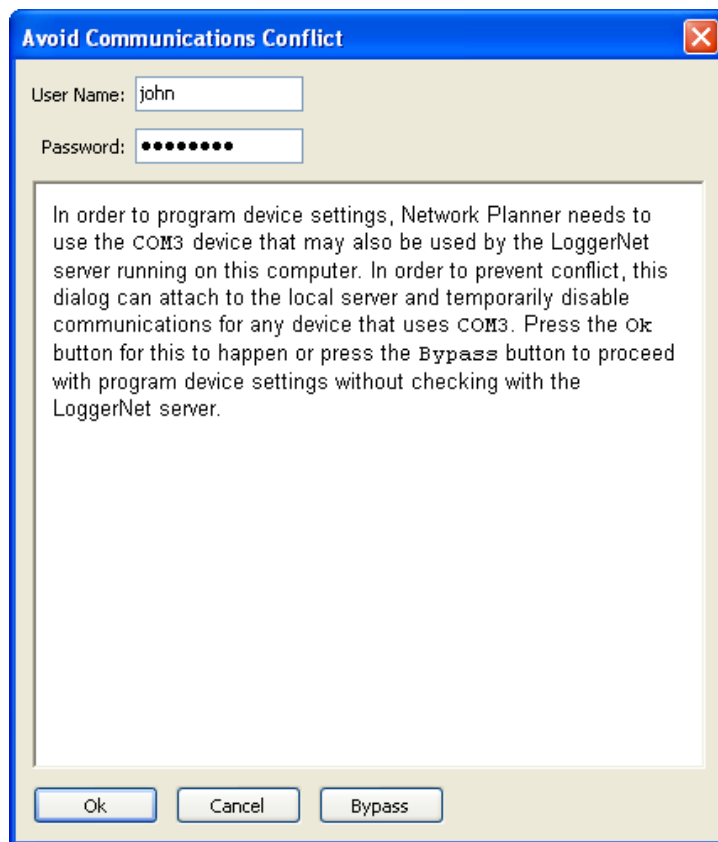 Avoid Communications Conflict
User Name: john
Password: ●●●●●●●●
In order to program device settings, Network Planner needs to
use the COM3 device that may also be used by the LoggerNet
server running on this computer. In order to prevent conflict, this
dialog can attach to the local server and temporarily disable
communications for any device that uses COM3. Press the Ok
button for this to happen or press the Bypass button to proceed
with program device settings without checking with the
LoggerNet server.
Ok Cancel Bypass